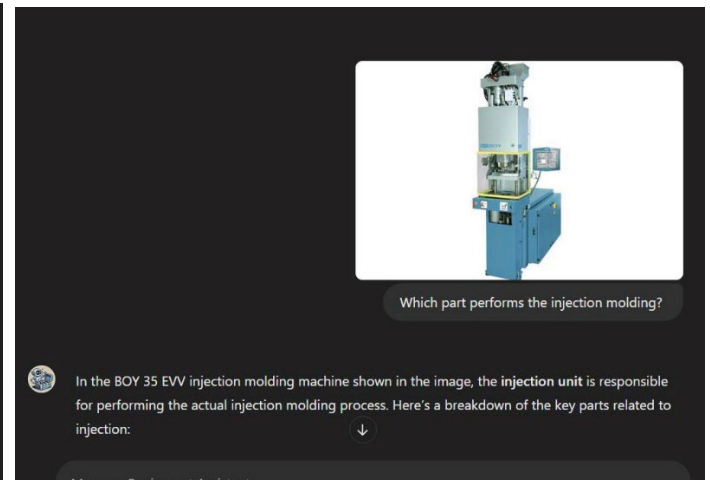 Which part performs the injection molding?
In the BOY 35 EVV injection molding machine shown in the image, the injection unit is responsible
for performing the actual injection molding process. Here's a breakdown of the key parts related to
injection: